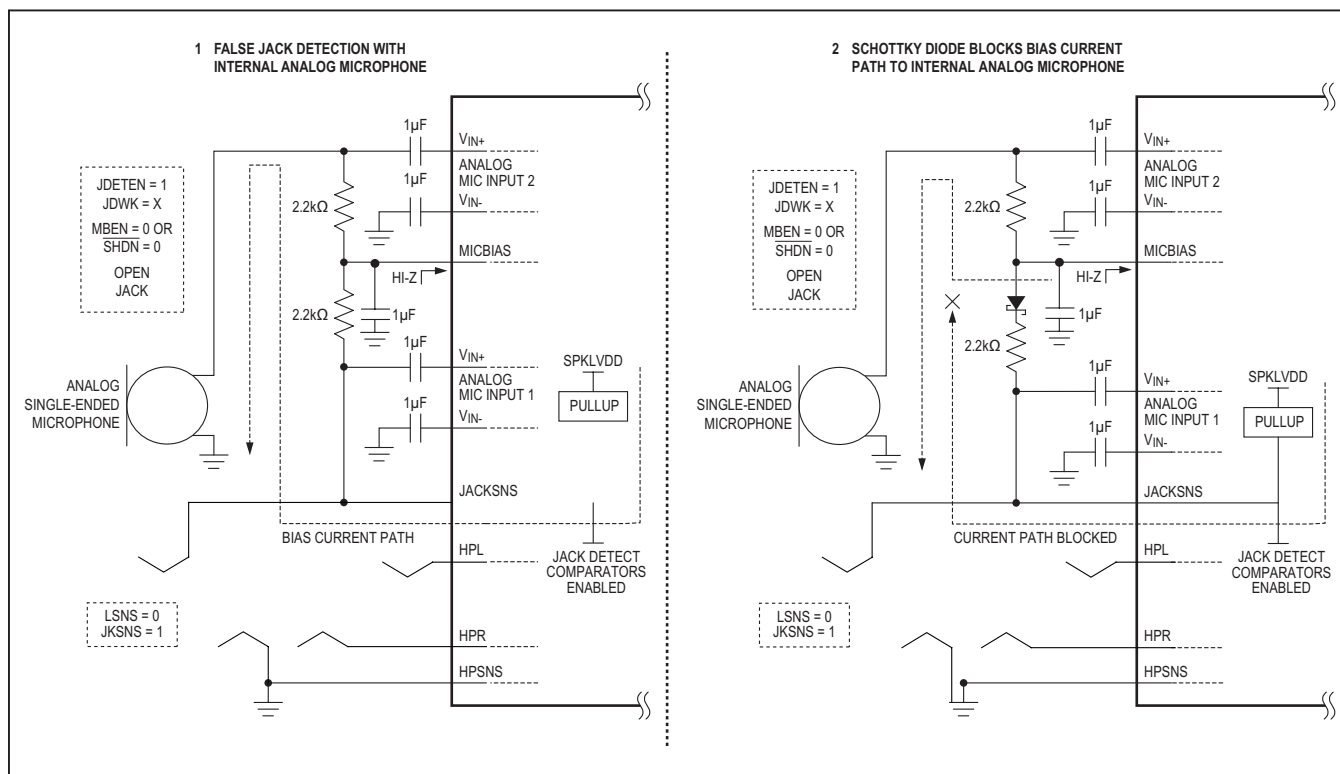 1 FALSE JACK DETECTION WITH
INTERNAL ANALOG MICROPHONE
JDETEN = 1
JDWK = X
MBEN = 0 OR
SHDN = 0
OPEN
JACK
1µF
VIN+
ANALOG
MIC INPUT 2
1µF
VIN-
2.2kΩ
MICBIAS
HI-Z
2.2kΩ
1µF
1µF
VIN+
ANALOG
MIC INPUT 1
1µF
VIN-
SPKLVDD
PULLUP
ANALOG
SINGLE-ENDED
MICROPHONE
JACKSNS
BIAS CURRENT PATH
HPL
JACK DETECT
COMPARATORS
ENABLED
LSNS = 0
JKSNS = 1
HPR
HPSNS
2 SCHOTTKY DIODE BLOCKS BIAS CURRENT
PATH TO INTERNAL ANALOG MICROPHONE
JDETEN = 1
JDWK = X
MBEN = 0 OR
SHDN = 0
OPEN
JACK
1µF
VIN+
ANALOG
MIC INPUT 2
1µF
VIN-
2.2kΩ
MICBIAS
HI-Z
1µF
2.2kΩ
1µF
VIN+
ANALOG
MIC INPUT 1
1µF
VIN-
SPKLVDD
PULLUP
ANALOG
SINGLE-ENDED
MICROPHONE
JACKSNS
CURRENT PATH BLOCKED
HPL
JACK DETECT
COMPARATORS
ENABLED
LSNS = 0
JKSNS = 1
HPR
HPSNS